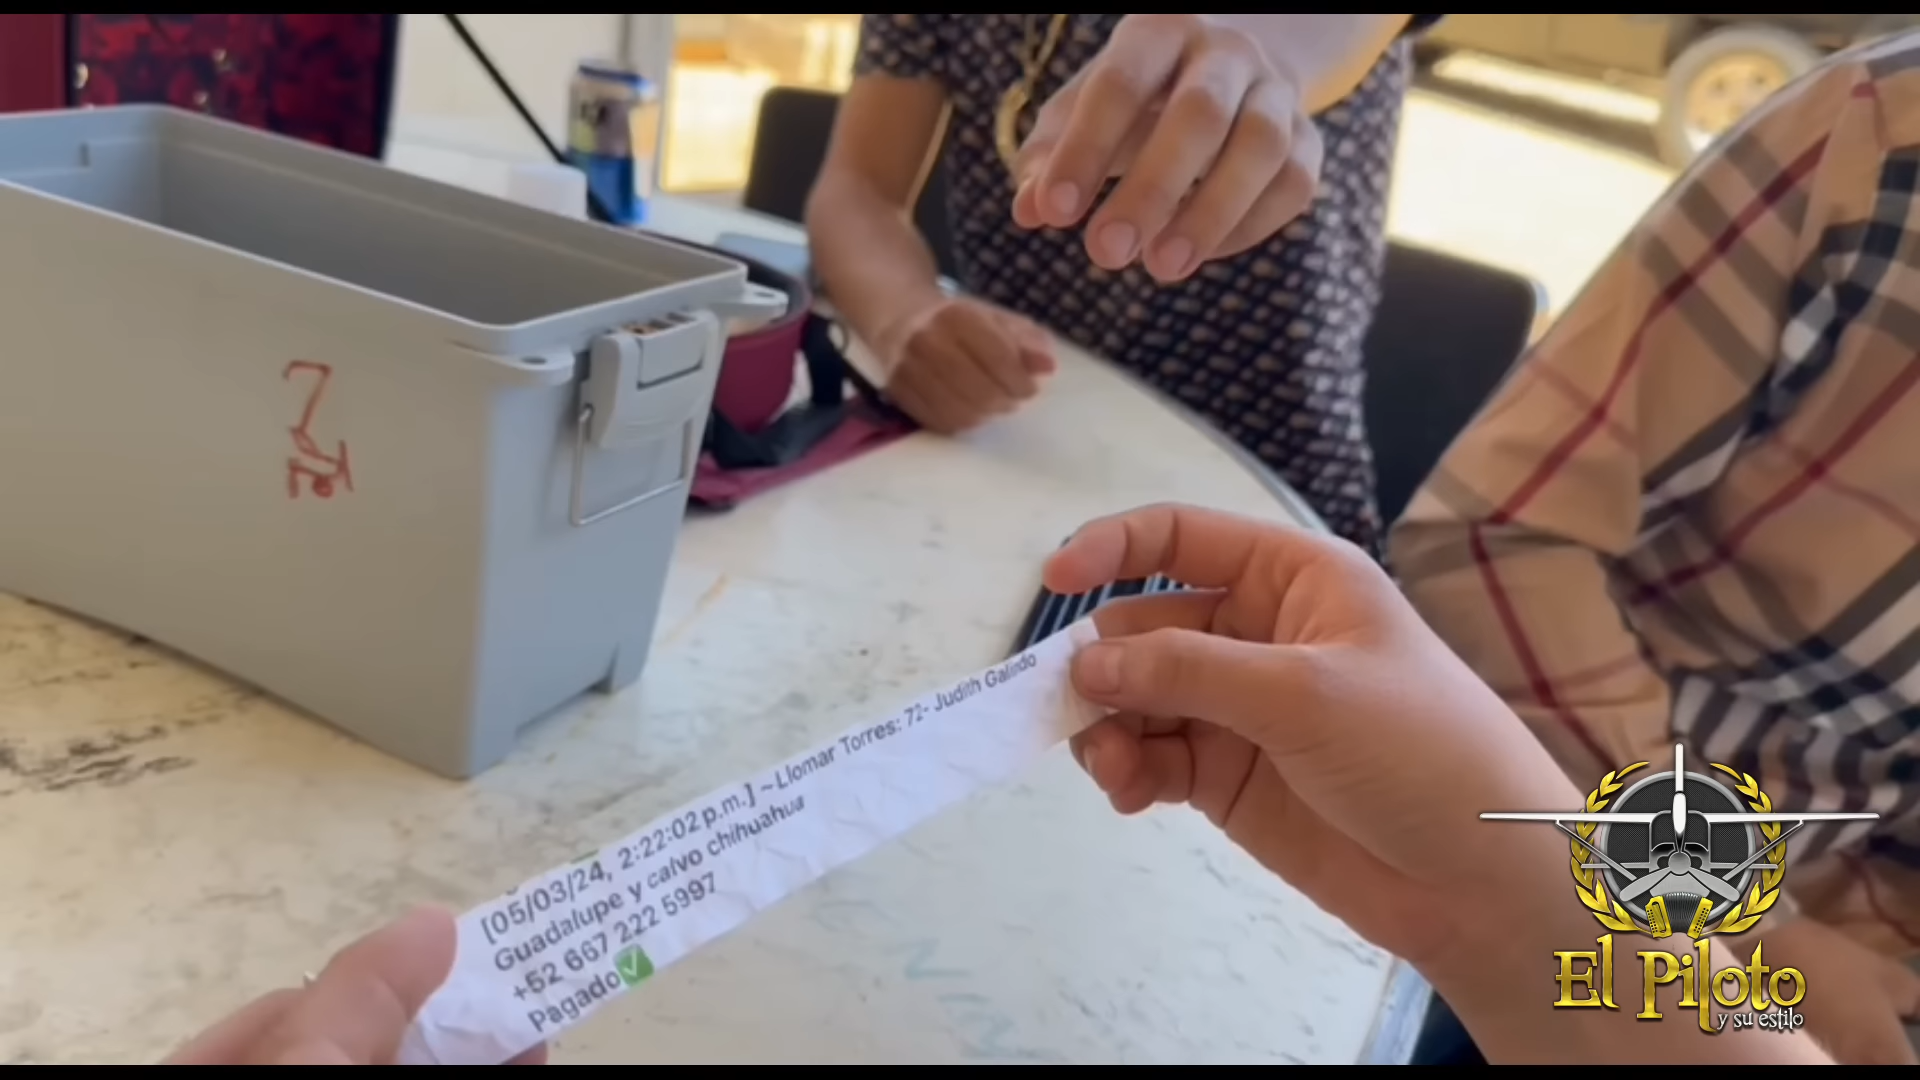 [05/03/24, 2:22:02 p.m.] ~Llomar Torres: 72- Judith Galindo
Guadalupe y calvo chihuahua
+52 667 222 5997
Pagado✅
El Piloto
y su estilo